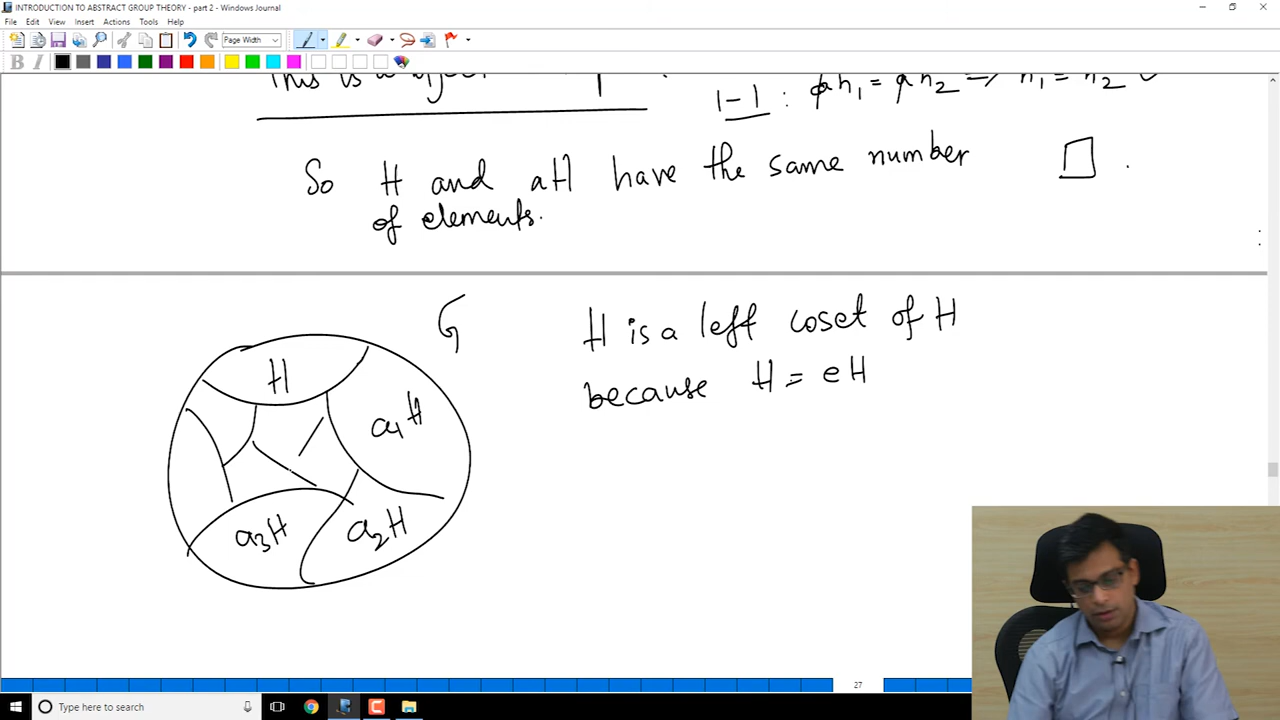 INTRODUCTION TO ABSTRACT GROUP THEORY - part 2 - Windows Journal
File Edit View Insert Actions Tools Help
Page Width
B I
This is a
1-1 : ah₁ = ah₂ => h₁ = h₂ ✓
So H and aH have the same number
of elements.
G
H
a₁H
a₂H
a₃H
H is a left coset of H
because H = eH
27
Type here to search